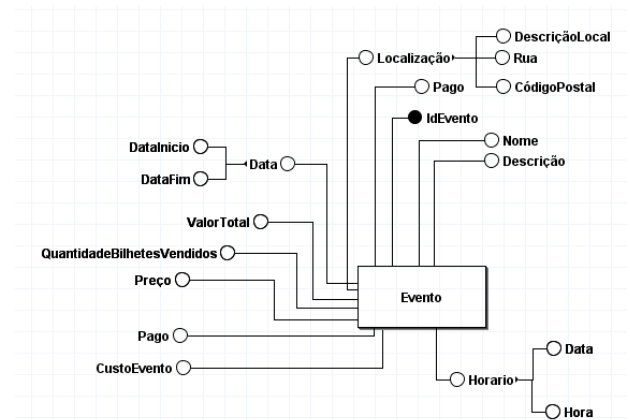 DescriçãoLocal
Localização
Rua
Pago
CódigoPostal
IdEvento
Nome
DataInicio
Data
Descrição
DataFim
ValorTotal
QuantidadeBilhetesVendidos
Preço
Evento
Pago
CustoEvento
Horario
Data
Hora